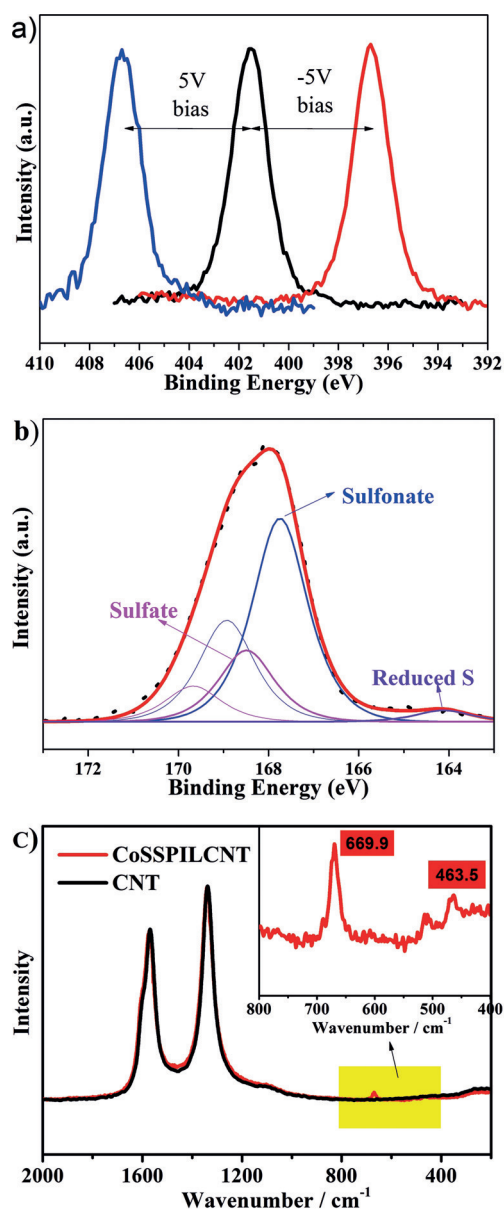 a)
5V
bias
-5V
bias
Intensity (a.u.)
410 408 406 404 402 400 398 396 394 392
Binding Energy (eV)
b)
Sulfonate
Sulfate
Reduced S
Intensity (a.u.)
172 170 168 166 164
Binding Energy (eV)
C)
CoSSPILCNT
CNT
669.9
463.5
800 700 600 500 400
Wavenumber / cm-1
Intensity
2000 1600 1200 800 400
Wavenumber / cm-1